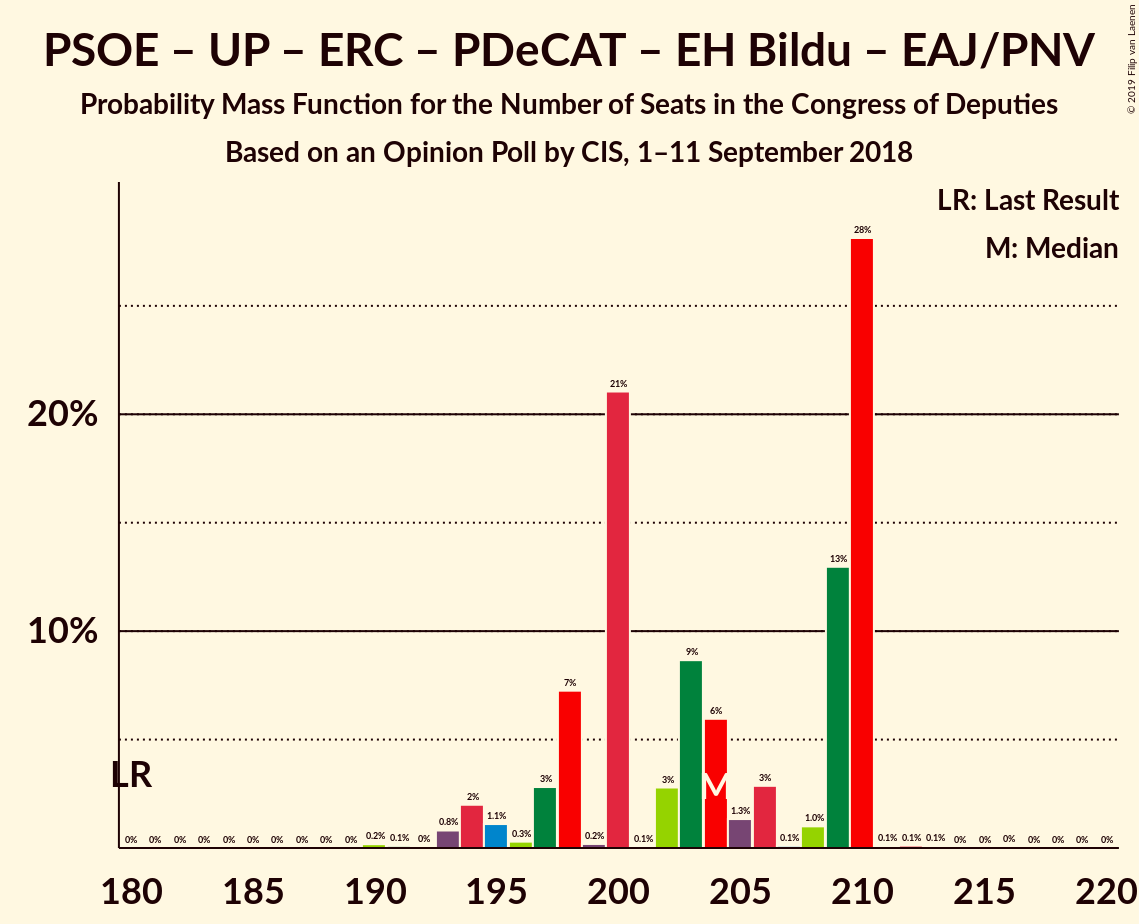 PSOE – UP – ERC – PDeCAT – EH Bildu – EAJ/PNV
Probability Mass Function for the Number of Seats in the Congress of Deputies
Based on an Opinion Poll by CIS, 1–11 September 2018
© 2019 Filip van Laenen
LR: Last Result
M: Median
28%
21%
20%
13%
10%
9%
7%
6%
LR
M
3%
3%
3%
3%
2%
1.3%
1.1%
1.0%
0.8%
0% 0% 0% 0% 0% 0% 0% 0% 0% 0% 0.2% 0.1% 0% 0.3% 0.2% 0.1% 0.1% 0.1% 0.1% 0.1% 0% 0% 0% 0% 0% 0% 0%
180 185 190 195 200 205 210 215 220